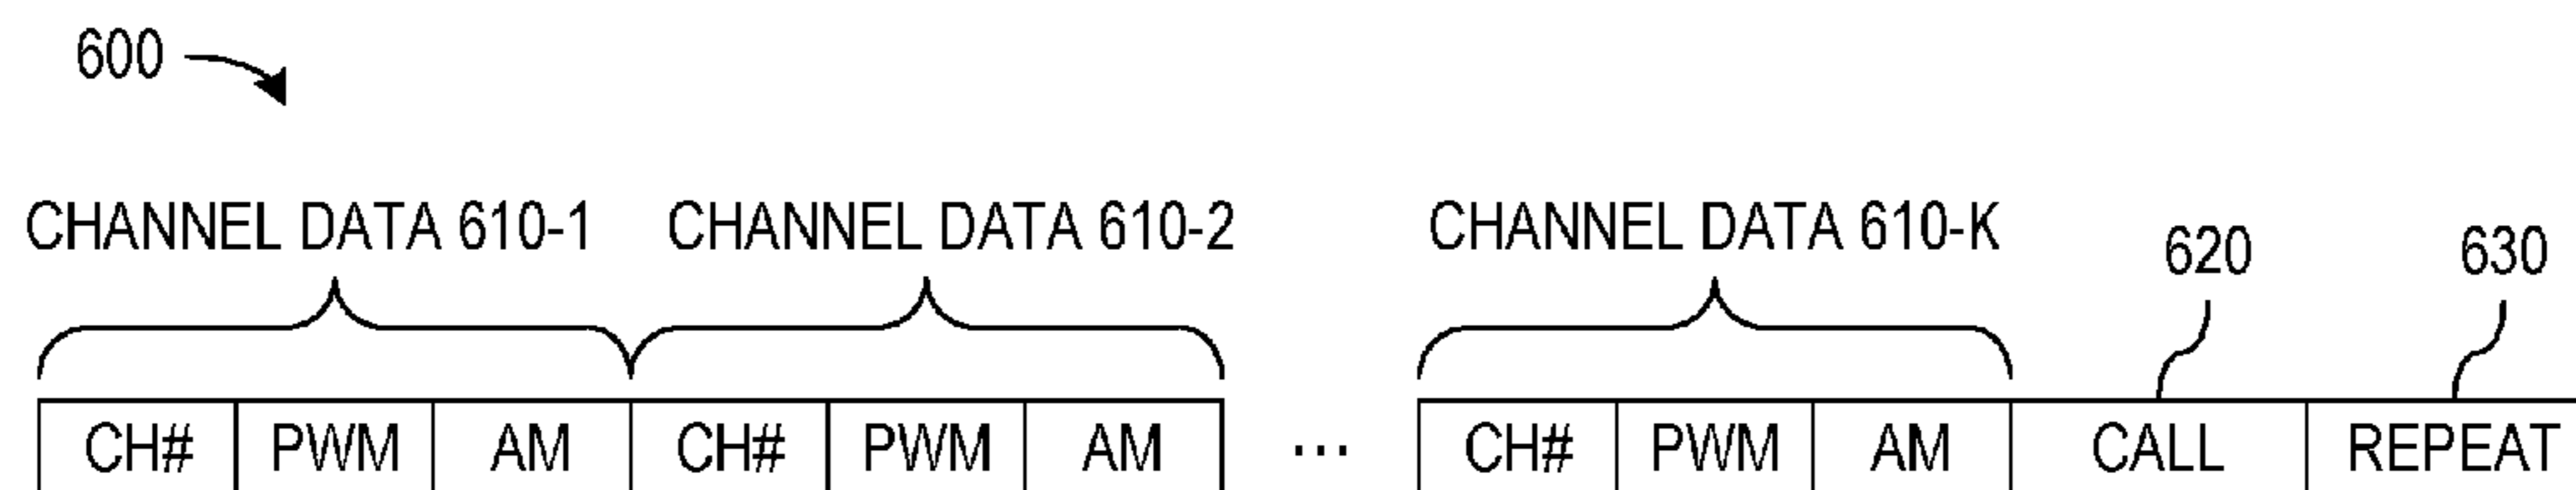 600
CHANNEL DATA 610-1 CHANNEL DATA 610-2 CHANNEL DATA 610-K 620 630
CH# PWM AM CH# PWM AM ... CH# PWM AM CALL REPEAT